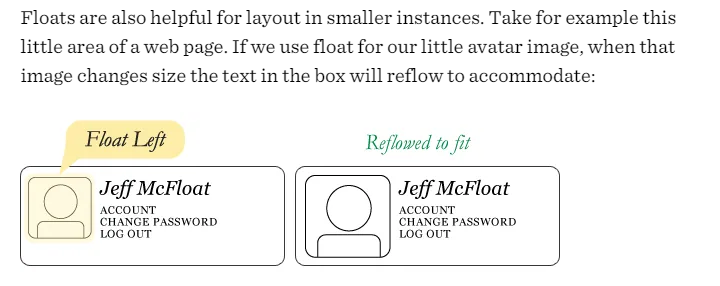 Floats are also helpful for layout in smaller instances. Take for example this
little area of a web page. If we use float for our little avatar image, when that
image changes size the text in the box will reflow to accommodate:
Float Left
Reflowed to fit
Jeff McFloat
ACCOUNT
CHANGE PASSWORD
LOG OUT
Jeff McFloat
ACCOUNT
CHANGE PASSWORD
LOG OUT